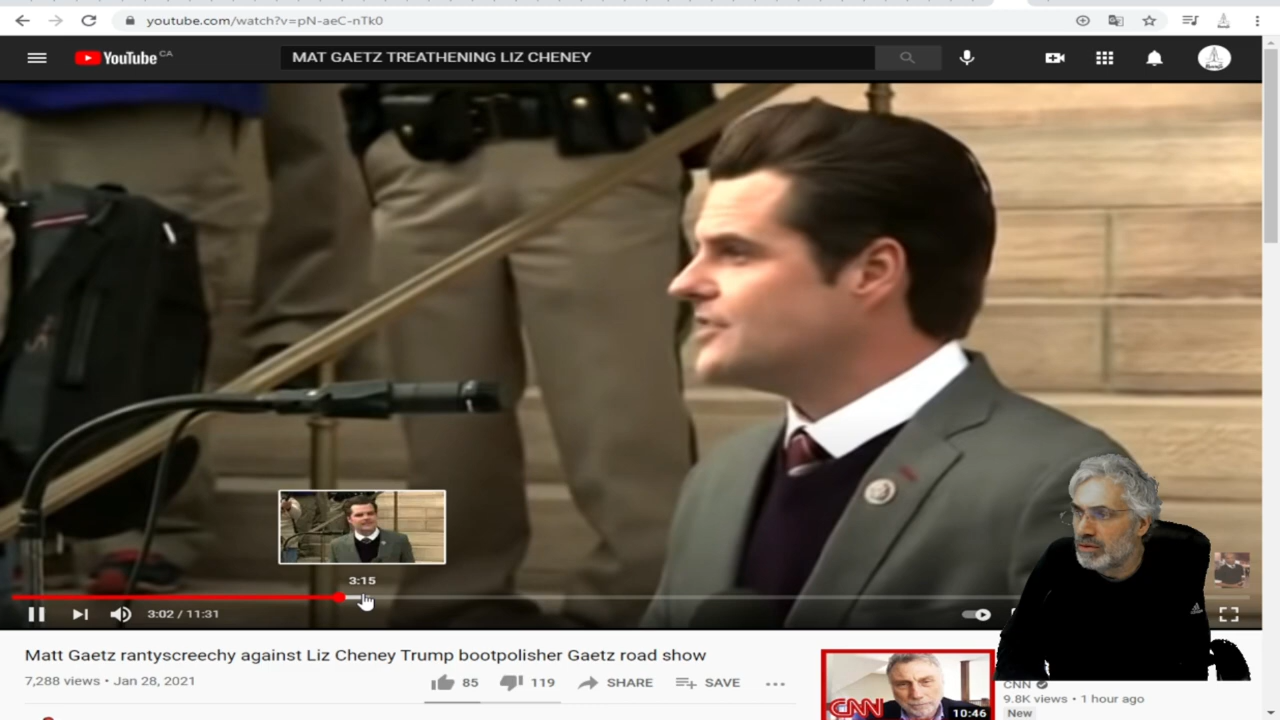 youtube.com/watch?v=pN-aeC-nTk0
YouTube CA
MAT GAETZ TREATHENING LIZ CHENEY
3:15
3:02 / 11:31
Matt Gaetz rantyscreechy against Liz Cheney Trump bootpolisher Gaetz road show
7,288 views • Jan 28, 2021
85 119 SHARE SAVE
CNN
10:46
CNN
9.8K views • 1 hour ago
New